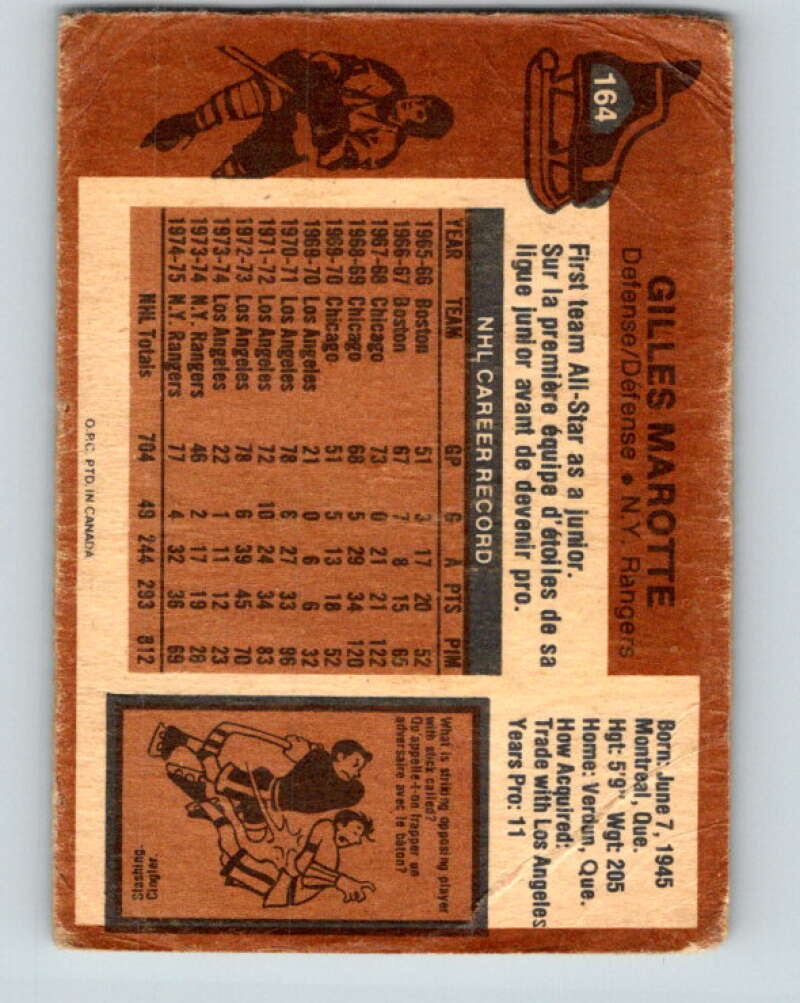 164
GILLES MAROTTE
Defense/Défense • N.Y. Rangers
Born: June 7, 1945
Montreal, Que.
Hgt: 5'9" Wgt: 205
Home: Verdun, Que.
How Acquired:
Trade with Los Angeles
Years Pro: 11
First team All-Star as a junior.
Sur la première équipe d'étoiles de sa
ligue junior avant de devenir pro.
NHL CAREER RECORD
YEAR TEAM GP G A PTS PIM
1965-66 Boston 51 3 17 20 52
1966-67 Boston 67 7 8 15 65
1967-68 Chicago 73 0 21 21 122
1968-69 Chicago 68 5 29 34 120
1969-70 Chicago 51 5 13 18 52
1969-70 Los Angeles 21 0 6 6 32
1970-71 Los Angeles 78 6 27 33 96
1971-72 Los Angeles 72 10 24 34 83
1972-73 Los Angeles 78 6 39 45 70
1973-74 Los Angeles 22 1 11 12 23
1973-74 N.Y. Rangers 46 2 17 19 28
1974-75 N.Y. Rangers 77 4 32 36 69
NHL Totals 704 49 244 293 812
What is striking opposing player
with stick called?
Qu'appelle-t-on frapper un
adversaire avec le bâton?
Slashing
Cingler.
O.P.C. PTD. IN CANADA